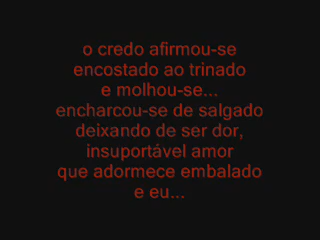 o credo afirmou-se
encostado ao trinado
e molhou-se...
encharcou-se de salgado
deixando de ser dor,
insuportável amor
que adormece embalado
e eu...